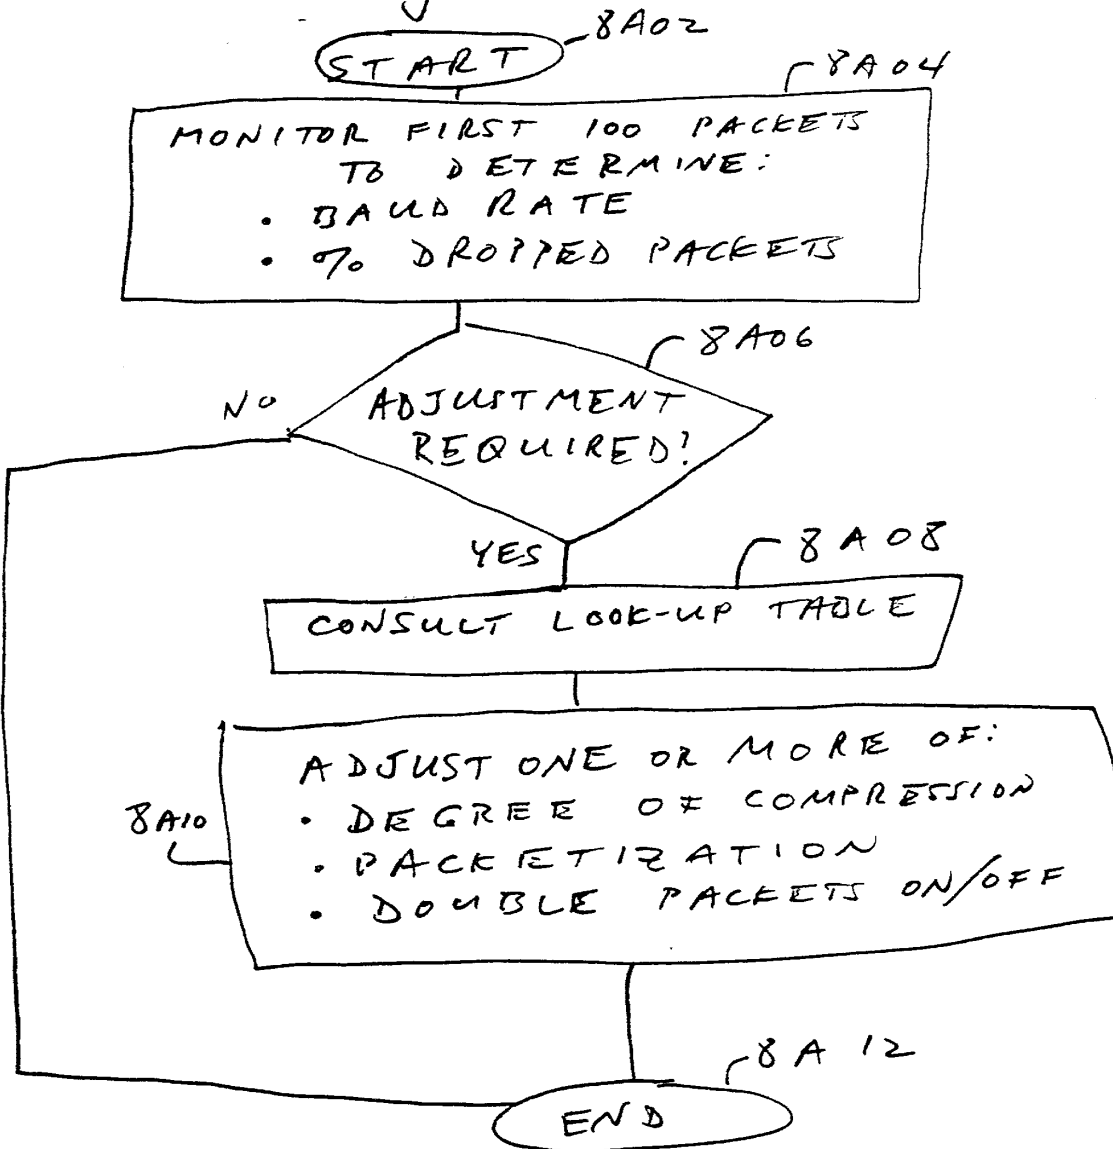 8A02
START
8A04
MONITOR FIRST 100 PACKETS
TO DETERMINE:
• BAUD RATE
• % DROPPED PACKETS
8A06
NO
ADJUSTMENT
REQUIRED?
YES
8A08
CONSULT LOOK-UP TABLE
ADJUST ONE OR MORE OF:
• DEGREE OF COMPRESSION
8A10
• PACKETIZATION
• DOUBLE PACKETS ON/OFF
8A12
END